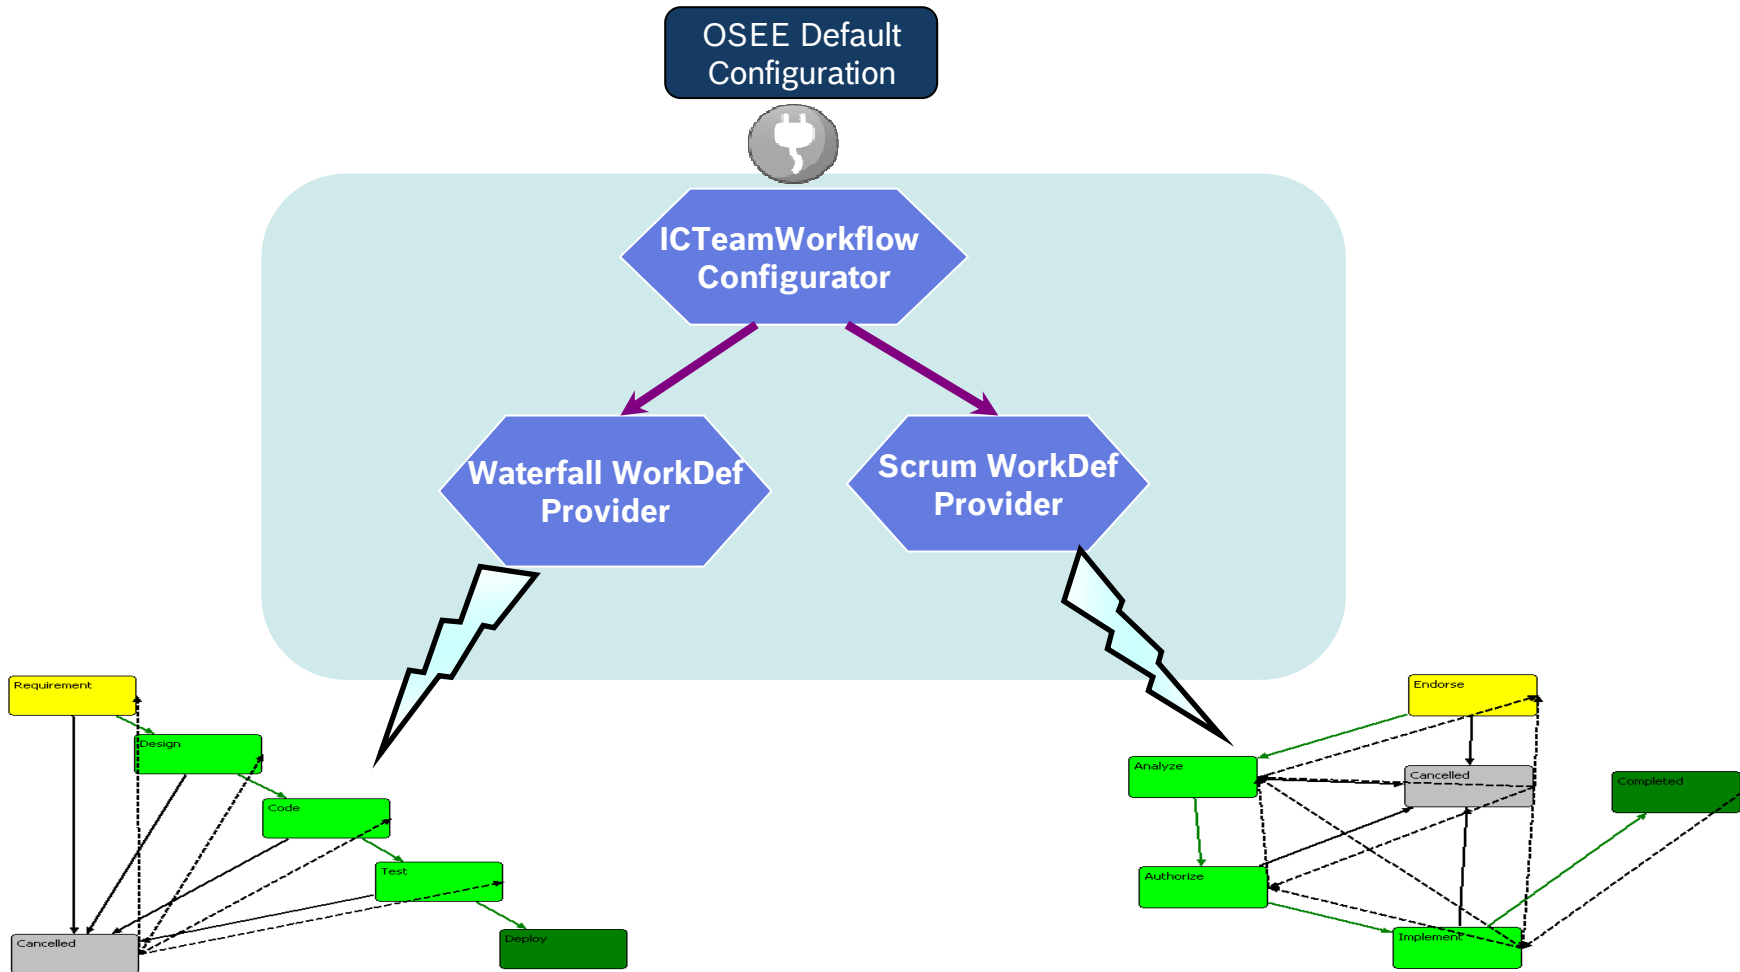 OSEE Default
Configuration
ICTeamWorkflow
Configurator
Waterfall WorkDef
Provider
Scrum WorkDef
Provider
Requirement
Design
Code
Test
Cancelled
Deploy
Endorse
Analyze
Cancelled
Completed
Authorize
Implement